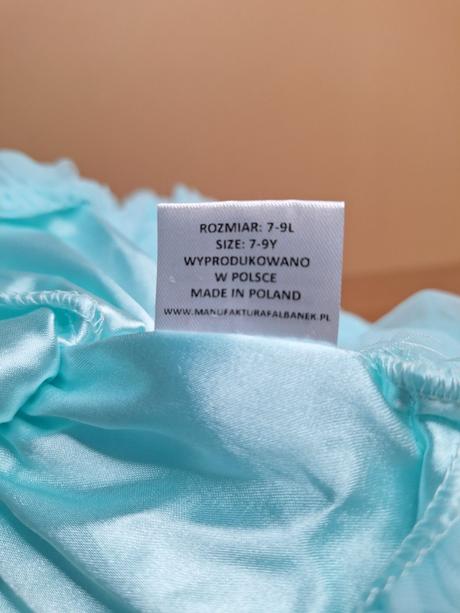 ROZMIAR: 7-9L
SIZE: 7-9Y
WYPRODUKOWANO
W POLSCE
MADE IN POLAND
WWW.MANUFAKTURAFALBANEK.PL